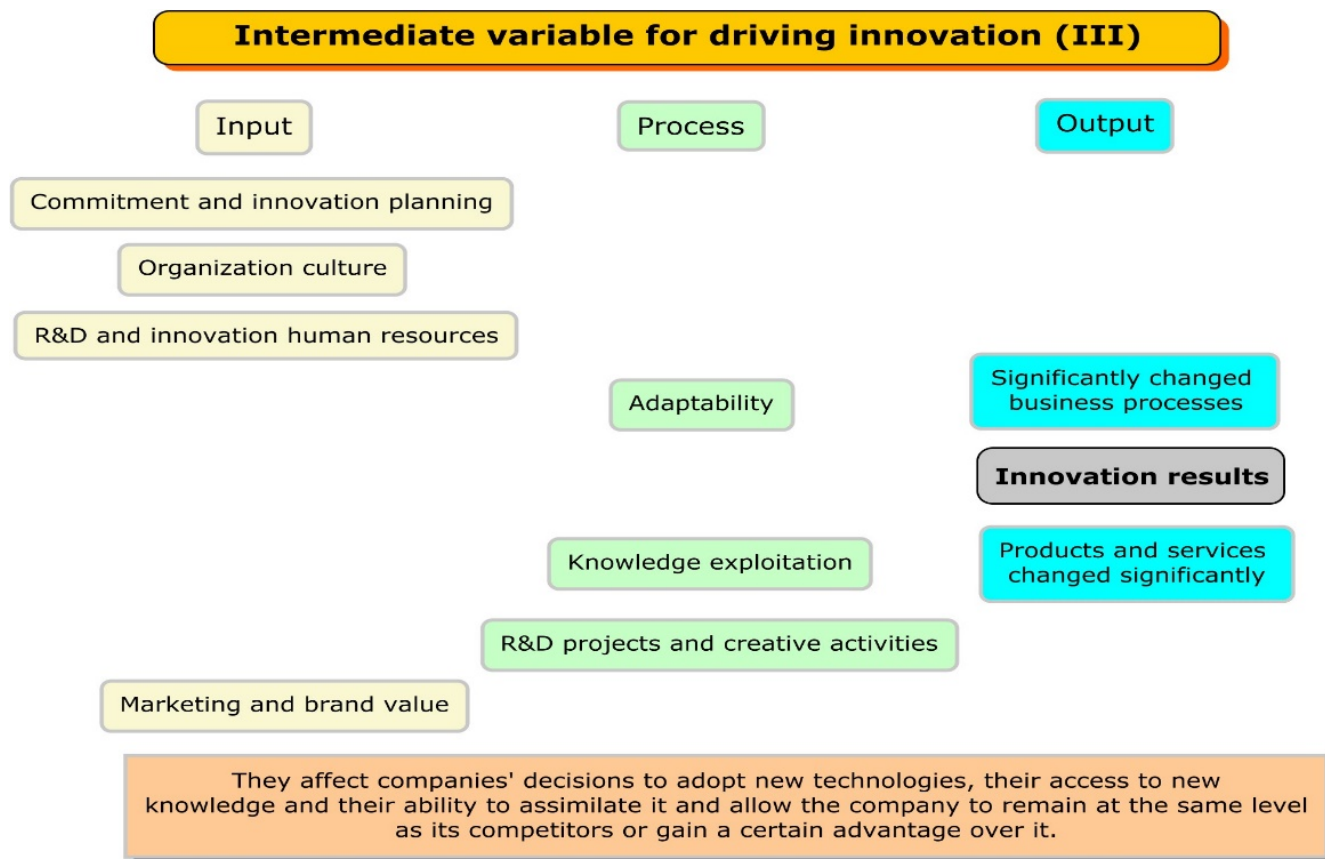 Intermediate variable for driving innovation (III)
Input
Process
Output
Commitment and innovation planning
Organization culture
R&D and innovation human resources
Adaptability
Significantly changed
business processes
Innovation results
Knowledge exploitation
Products and services
changed significantly
R&D projects and creative activities
Marketing and brand value
They affect companies' decisions to adopt new technologies, their access to new
knowledge and their ability to assimilate it and allow the company to remain at the same level
as its competitors or gain a certain advantage over it.